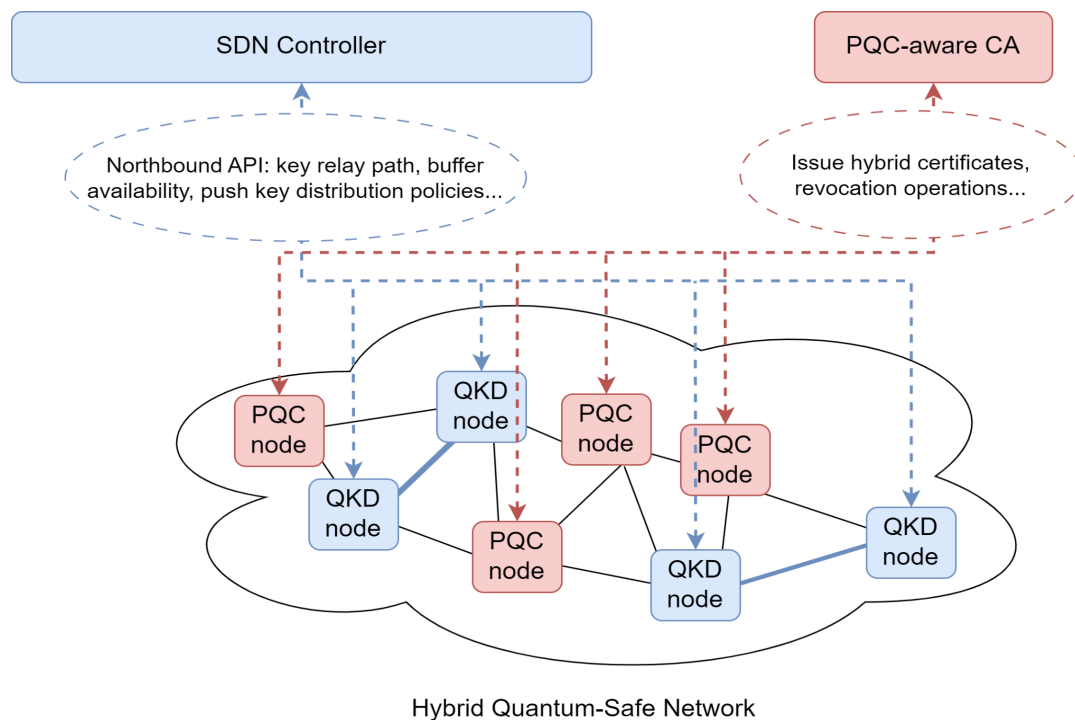 SDN Controller
PQC-aware CA
Northbound API: key relay path, buffer
availability, push key distribution policies...
Issue hybrid certificates,
revocation operations...
PQC
node
QKD
node
PQC
node
PQC
node
QKD
node
QKD
node
PQC
node
QKD
node
Hybrid Quantum-Safe Network